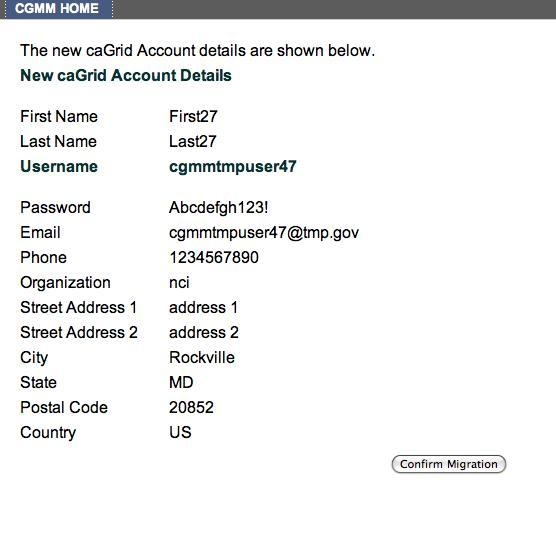 CGMM HOME
The new caGrid Account details are shown below.
New caGrid Account Details
First Name First27
Last Name Last27
Username cgmmtmpuser47
Password Abcdefgh123!
Email cgmmtmpuser47@tmp.gov
Phone 1234567890
Organization nci
Street Address 1 address 1
Street Address 2 address 2
City Rockville
State MD
Postal Code 20852
Country US
Confirm Migration